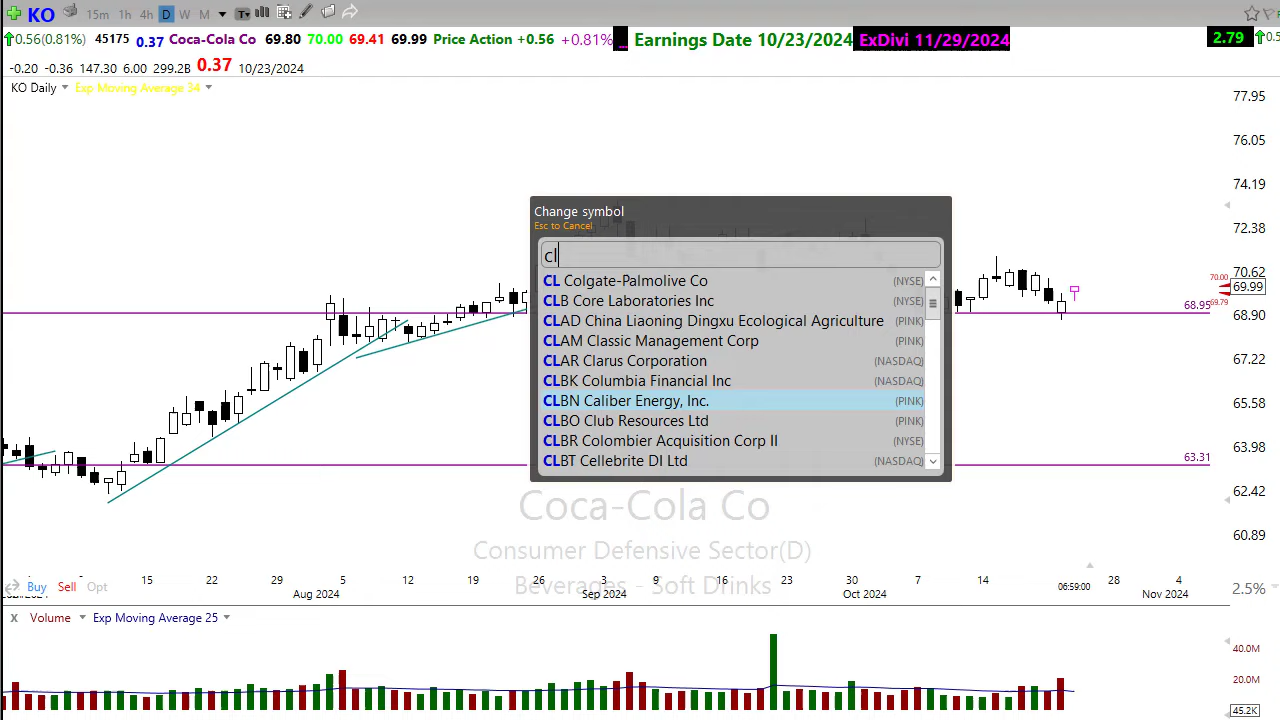 KO 15m 1h 4h D W M T
0.56(0.81%) 45175 0.37 Coca-Cola Co 69.80 70.00 69.41 69.99 Price Action +0.56 +0.81% ... Earnings Date 10/23/2024 ExDivi 11/29/2024 2.79
-0.20 -0.36 147.30 6.00 299.2B 0.37 10/23/2024
KO Daily Exp Moving Average 34
77.95
76.05
74.19
72.38
70.62
70.00
69.99
69.79
68.95
68.90
67.22
65.58
63.98
63.31
62.42
60.89
2.5%
Change symbol
Esc to Cancel
cl
CL Colgate-Palmolive Co (NYSE)
CLB Core Laboratories Inc (NYSE)
CLAD China Liaoning Dingxu Ecological Agriculture (PINK)
CLAM Classic Management Corp (PINK)
CLAR Clarus Corporation (NASDAQ)
CLBK Columbia Financial Inc (NASDAQ)
CLBN Caliber Energy, Inc. (PINK)
CLBO Club Resources Ltd (PINK)
CLBR Colombier Acquisition Corp II (NYSE)
CLBT Cellebrite DI Ltd (NASDAQ)
Coca-Cola Co
Consumer Defensive Sector(D)
Beverages - Soft Drinks
15 22 29 5 12 19 26 3 9 16 23 30 7 14 28 4
Buy Sell Opt
06:59:00
Aug 2024 Sep 2024 Oct 2024 Nov 2024
X Volume Exp Moving Average 25
40.0M
20.0M
45.2K